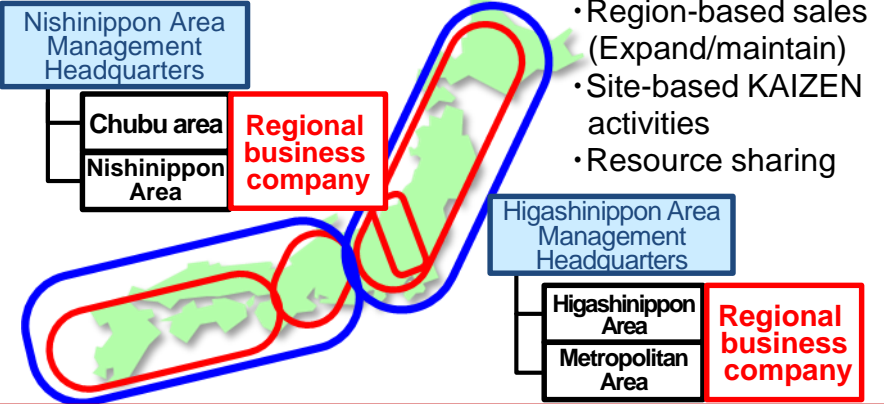 Nishinippon Area
Management
Headquarters
Chubu area
Nishinippon
Area
Regional
business
company
・Region-based sales
(Expand/maintain)
・Site-based KAIZEN
activities
・Resource sharing
Higashinippon Area
Management
Headquarters
Higashinippon
Area
Metropolitan
Area
Regional
business
company